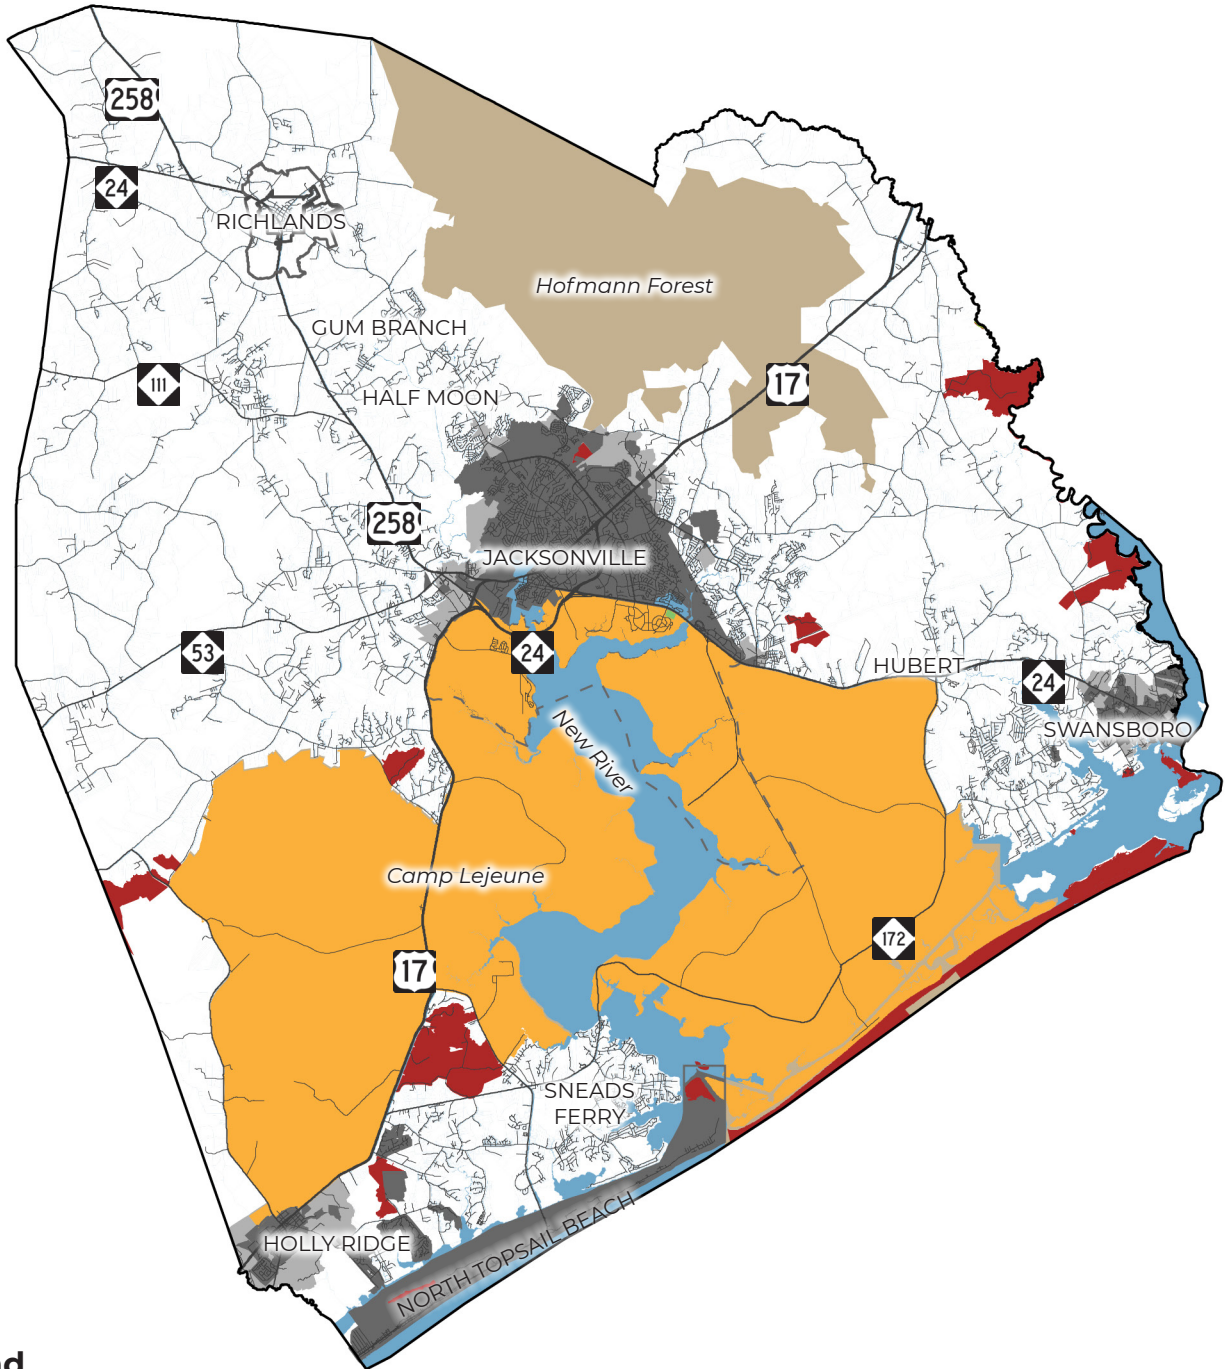 258
24
RICHLANDS
Hofmann Forest
GUM BRANCH
111
17
HALF MOON
258
JACKSONVILLE
53
24
HUBERT
24
SWANSBORO
New River
Camp Lejeune
172
17
SNEADS
FERRY
HOLLY RIDGE
NORTH TOPSAIL BEACH